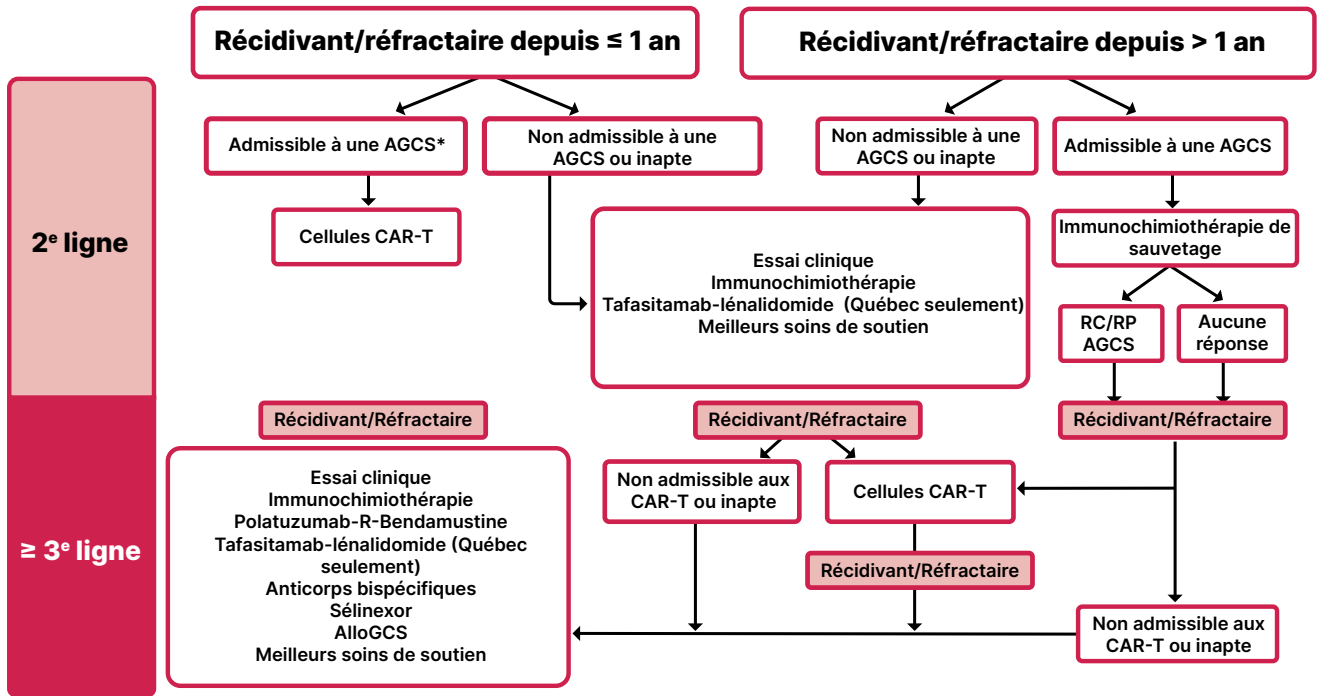 Récidivant/réfractaire depuis ≤ 1 an
Récidivant/réfractaire depuis > 1 an
2e ligne
Admissible à une AGCS*
Non admissible à une
AGCS ou inapte
Non admissible à une
AGCS ou inapte
Admissible à une AGCS
Cellules CAR-T
Essai clinique
Immunochimiothérapie
Tafasitamab-lénalidomide (Québec seulement)
Meilleurs soins de soutien
Immunochimiothérapie de
sauvetage
RC/RP
AGCS
Aucune
réponse
≥ 3e ligne
Récidivant/Réfractaire
Récidivant/Réfractaire
Récidivant/Réfractaire
Essai clinique
Immunochimiothérapie
Polatuzumab-R-Bendamustine
Tafasitamab-lénalidomide (Québec
seulement)
Anticorps bispécifiques
Sélinexor
AlloGCS
Meilleurs soins de soutien
Non admissible aux
CAR-T ou inapte
Cellules CAR-T
Récidivant/Réfractaire
Non admissible aux
CAR-T ou inapte